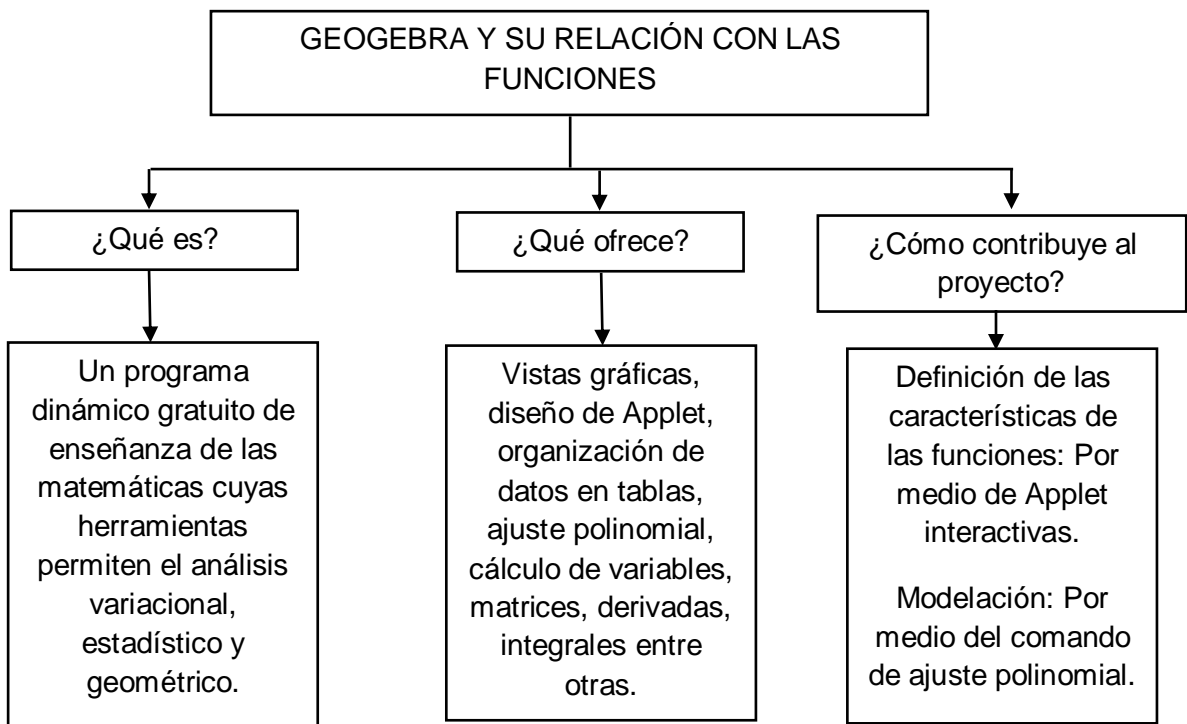 GEOGEBRA Y SU RELACIÓN CON LAS
FUNCIONES
¿Qué es?
¿Qué ofrece?
¿Cómo contribuye al
proyecto?
Un programa
dinámico gratuito de
enseñanza de las
matemáticas cuyas
herramientas
permiten el análisis
variacional,
estadístico y
geométrico.
Vistas gráficas,
diseño de Applet,
organización de
datos en tablas,
ajuste polinomial,
cálculo de variables,
matrices, derivadas,
integrales entre
otras.
Definición de las
características de
las funciones: Por
medio de Applet
interactivas.
Modelación: Por
medio del comando
de ajuste polinomial.